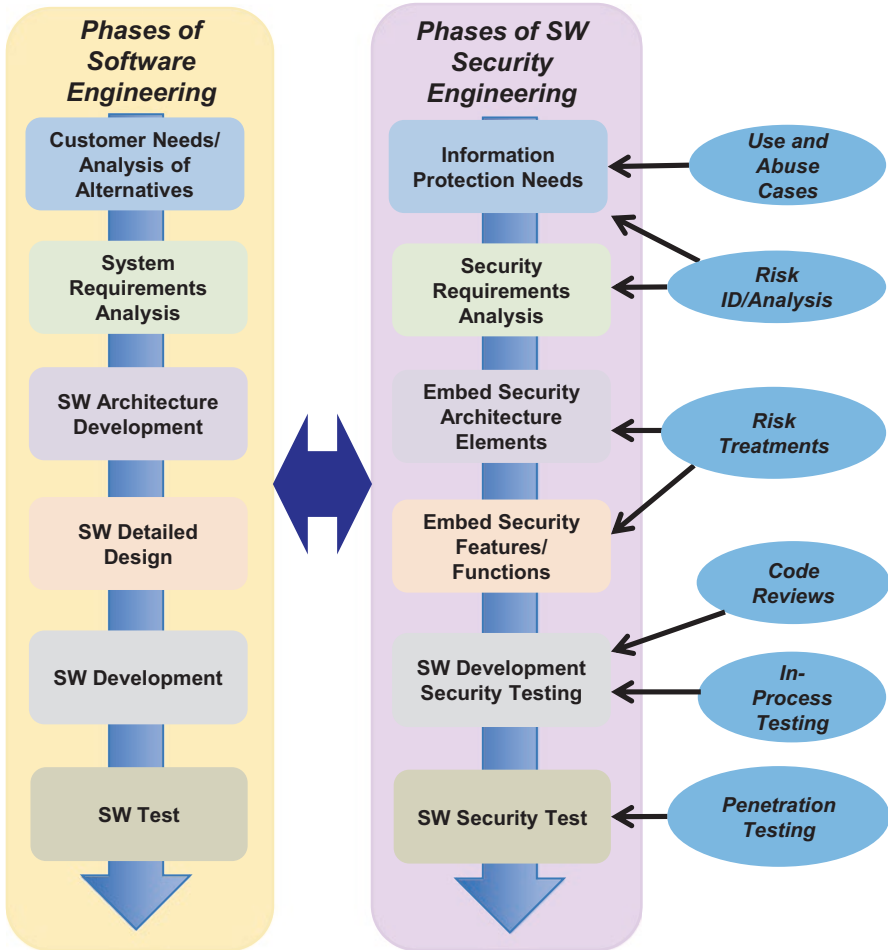 Phases of
Software
Engineering
Customer Needs/
Analysis of
Alternatives
System
Requirements
Analysis
SW Architecture
Development
SW Detailed
Design
SW Development
SW Test
Phases of SW
Security
Engineering
Information
Protection Needs
Security
Requirements
Analysis
Embed Security
Architecture
Elements
Embed Security
Features/
Functions
SW Development
Security Testing
SW Security Test
Use and
Abuse
Cases
Risk
ID/Analysis
Risk
Treatments
Code
Reviews
In-
Process
Testing
Penetration
Testing